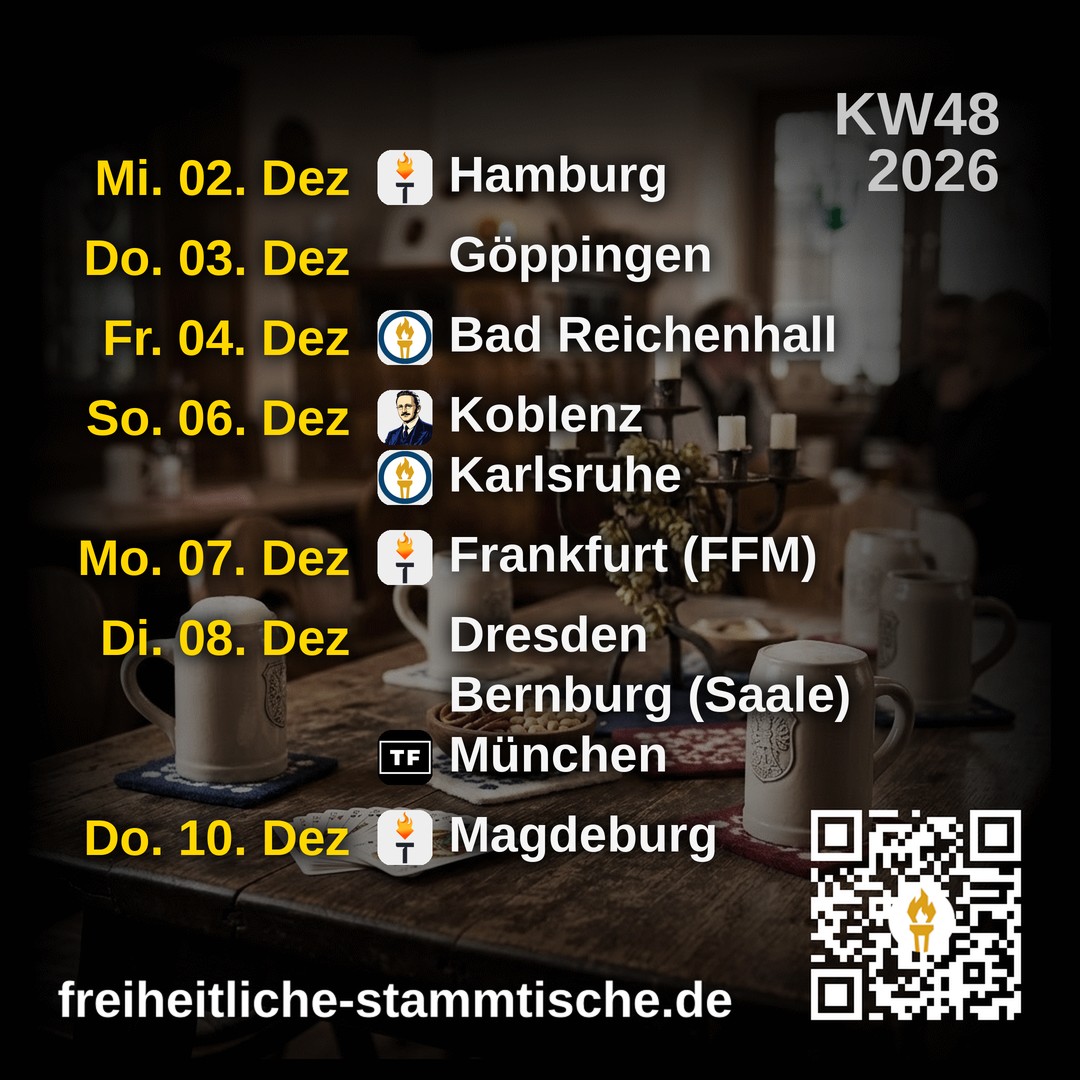 KW48
2026
Mi. 02. Dez Hamburg
Do. 03. Dez Göppingen
Fr. 04. Dez Bad Reichenhall
So. 06. Dez Koblenz
Karlsruhe
Mo. 07. Dez Frankfurt (FFM)
Di. 08. Dez Dresden
Bernburg (Saale)
TF München
Do. 10. Dez Magdeburg
freiheitliche-stammtische.de